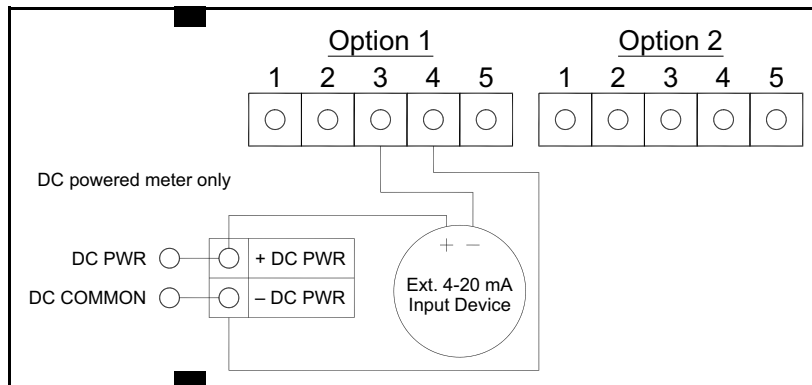 Option 1
Option 2
1 2 3 4 5
1 2 3 4 5
DC powered meter only
DC PWR
+ DC PWR
DC COMMON
– DC PWR
+ –
Ext. 4-20 mA
Input Device